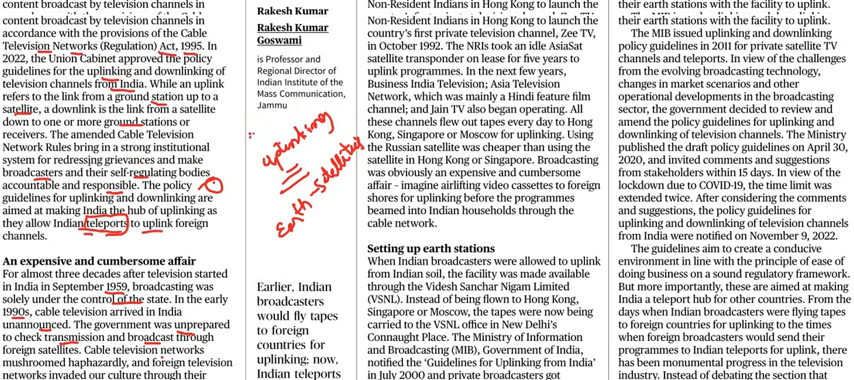 content broadcast by television channels in
content broadcast by television channels in
accordance with the provisions of the Cable
Television Networks (Regulation) Act, 1995. In
2022, the Union Cabinet approved the policy
guidelines for the uplinking and downlinking of
television channels from India. While an uplink
refers to the link from a ground station up to a
satellite, a downlink is the link from a satellite
down to one or more ground stations or
receivers. The amended Cable Television
Network Rules bring in a strong institutional
system for redressing grievances and make
broadcasters and their self-regulating bodies
accountable and responsible. The policy
guidelines for uplinking and downlinking are
aimed at making India the hub of uplinking as
they allow Indian teleports to uplink foreign
channels.
An expensive and cumbersome affair
For almost three decades after television started
in India in September 1959, broadcasting was
solely under the control of the state. In the early
1990s, cable television arrived in India
unannounced. The government was unprepared
to check transmission and broadcast through
foreign satellites. Cable television networks
mushroomed haphazardly, and foreign television
networks invaded our culture through their
Rakesh Kumar
Rakesh Kumar
Goswami
is Professor and
Regional Director of
Indian Institute of the
Mass Communication,
Jammu
uplinking
Earth - satellites
Earlier, Indian
broadcasters
would fly tapes
to foreign
countries for
uplinking; now,
Indian teleports
Non-Resident Indians in Hong Kong to launch the
Non-Resident Indians in Hong Kong to launch the
country's first private television channel, Zee TV,
in October 1992. The NRIs took an idle AsiaSat
satellite transponder on lease for five years to
uplink programmes. In the next few years,
Business India Television; Asia Television
Network, which was mainly a Hindi feature film
channel; and Jain TV also began operating. All
these channels flew out tapes every day to Hong
Kong, Singapore or Moscow for uplinking. Using
the Russian satellite was cheaper than using the
satellite in Hong Kong or Singapore. Broadcasting
was obviously an expensive and cumbersome
affair – imagine airlifting video cassettes to foreign
shores for uplinking before the programmes
beamed into Indian households through the
cable network.
Setting up earth stations
When Indian broadcasters were allowed to uplink
from Indian soil, the facility was made available
through the Videsh Sanchar Nigam Limited
(VSNL). Instead of being flown to Hong Kong,
Singapore or Moscow, the tapes were now being
carried to the VSNL office in New Delhi's
Connaught Place. The Ministry of Information
and Broadcasting (MIB), Government of India,
notified the 'Guidelines for Uplinking from India'
in July 2000 and private broadcasters got
their earth stations with the facility to uplink.
their earth stations with the facility to uplink.
The MIB issued uplinking and downlinking
policy guidelines in 2011 for private satellite TV
channels and teleports. In view of the challenges
from the evolving broadcasting technology,
changes in market scenarios and other
operational developments in the broadcasting
sector, the government decided to review and
amend the policy guidelines for uplinking and
downlinking of television channels. The Ministry
published the draft policy guidelines on April 30,
2020, and invited comments and suggestions
from stakeholders within 15 days. In view of the
lockdown due to COVID-19, the time limit was
extended twice. After considering the comments
and suggestions, the policy guidelines for
uplinking and downlinking of television channels
from India were notified on November 9, 2022.
The guidelines aim to create a conducive
environment in line with the principle of ease of
doing business on a sound regulatory framework.
But more importantly, these are aimed at making
India a teleport hub for other countries. From the
days when Indian broadcasters were flying tapes
to foreign countries for uplinking to the times
when foreign broadcasters would send their
programmes to Indian teleports for uplink, there
has been monumental progress in the television
industry. Instead of debating the section that